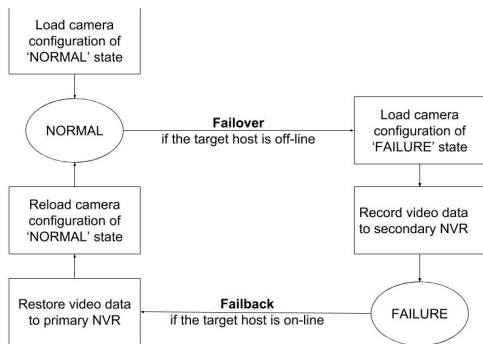 Load camera
configuration of
‘NORMAL’ state
NORMAL
Failover
if the target host is off-line
Load camera
configuration of
‘FAILURE’ state
Record video data
to secondary NVR
FAILURE
Failback
if the target host is on-line
Restore video data
to primary NVR
Reload camera
configuration of
‘NORMAL’ state